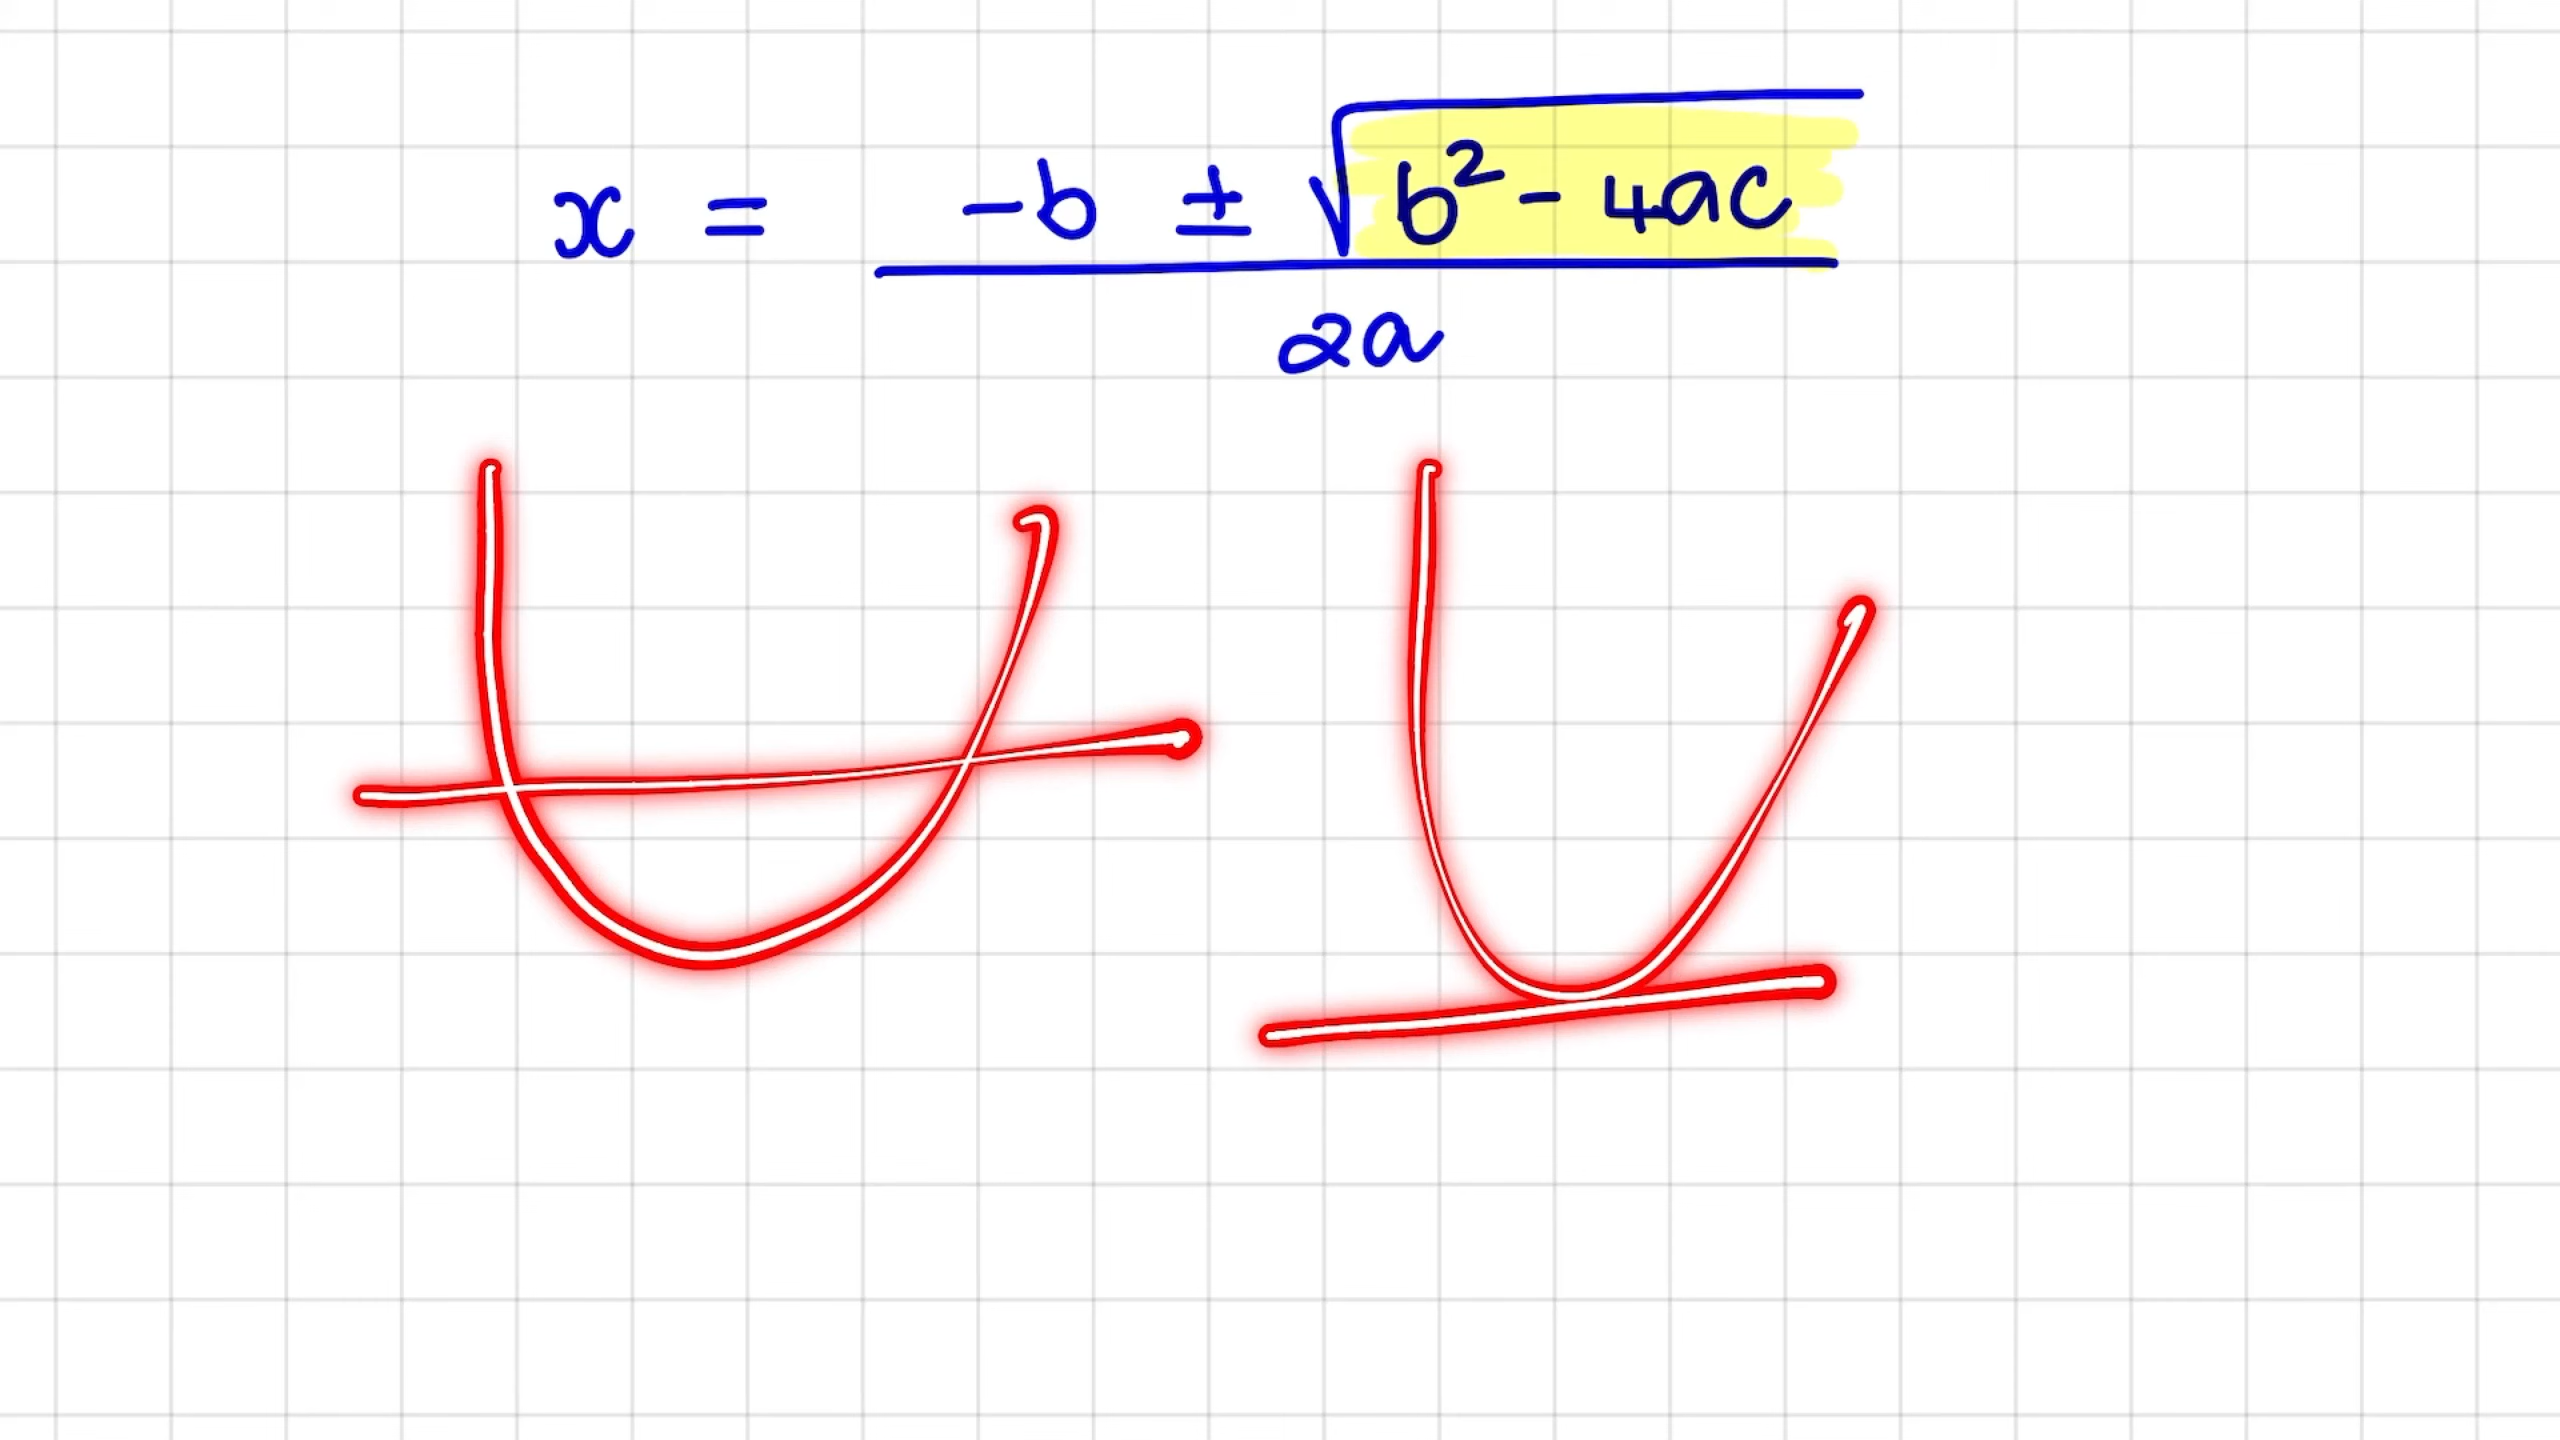 x = -b ± √b² - 4ac
2a